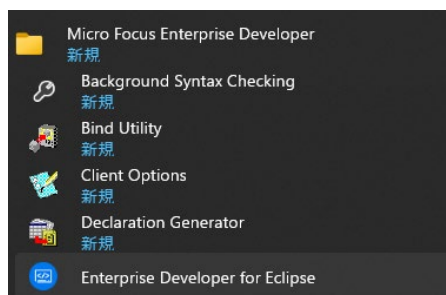 Micro Focus Enterprise Developer
新規
Background Syntax Checking
新規
Bind Utility
新規
Client Options
新規
Declaration Generator
新規
Enterprise Developer for Eclipse